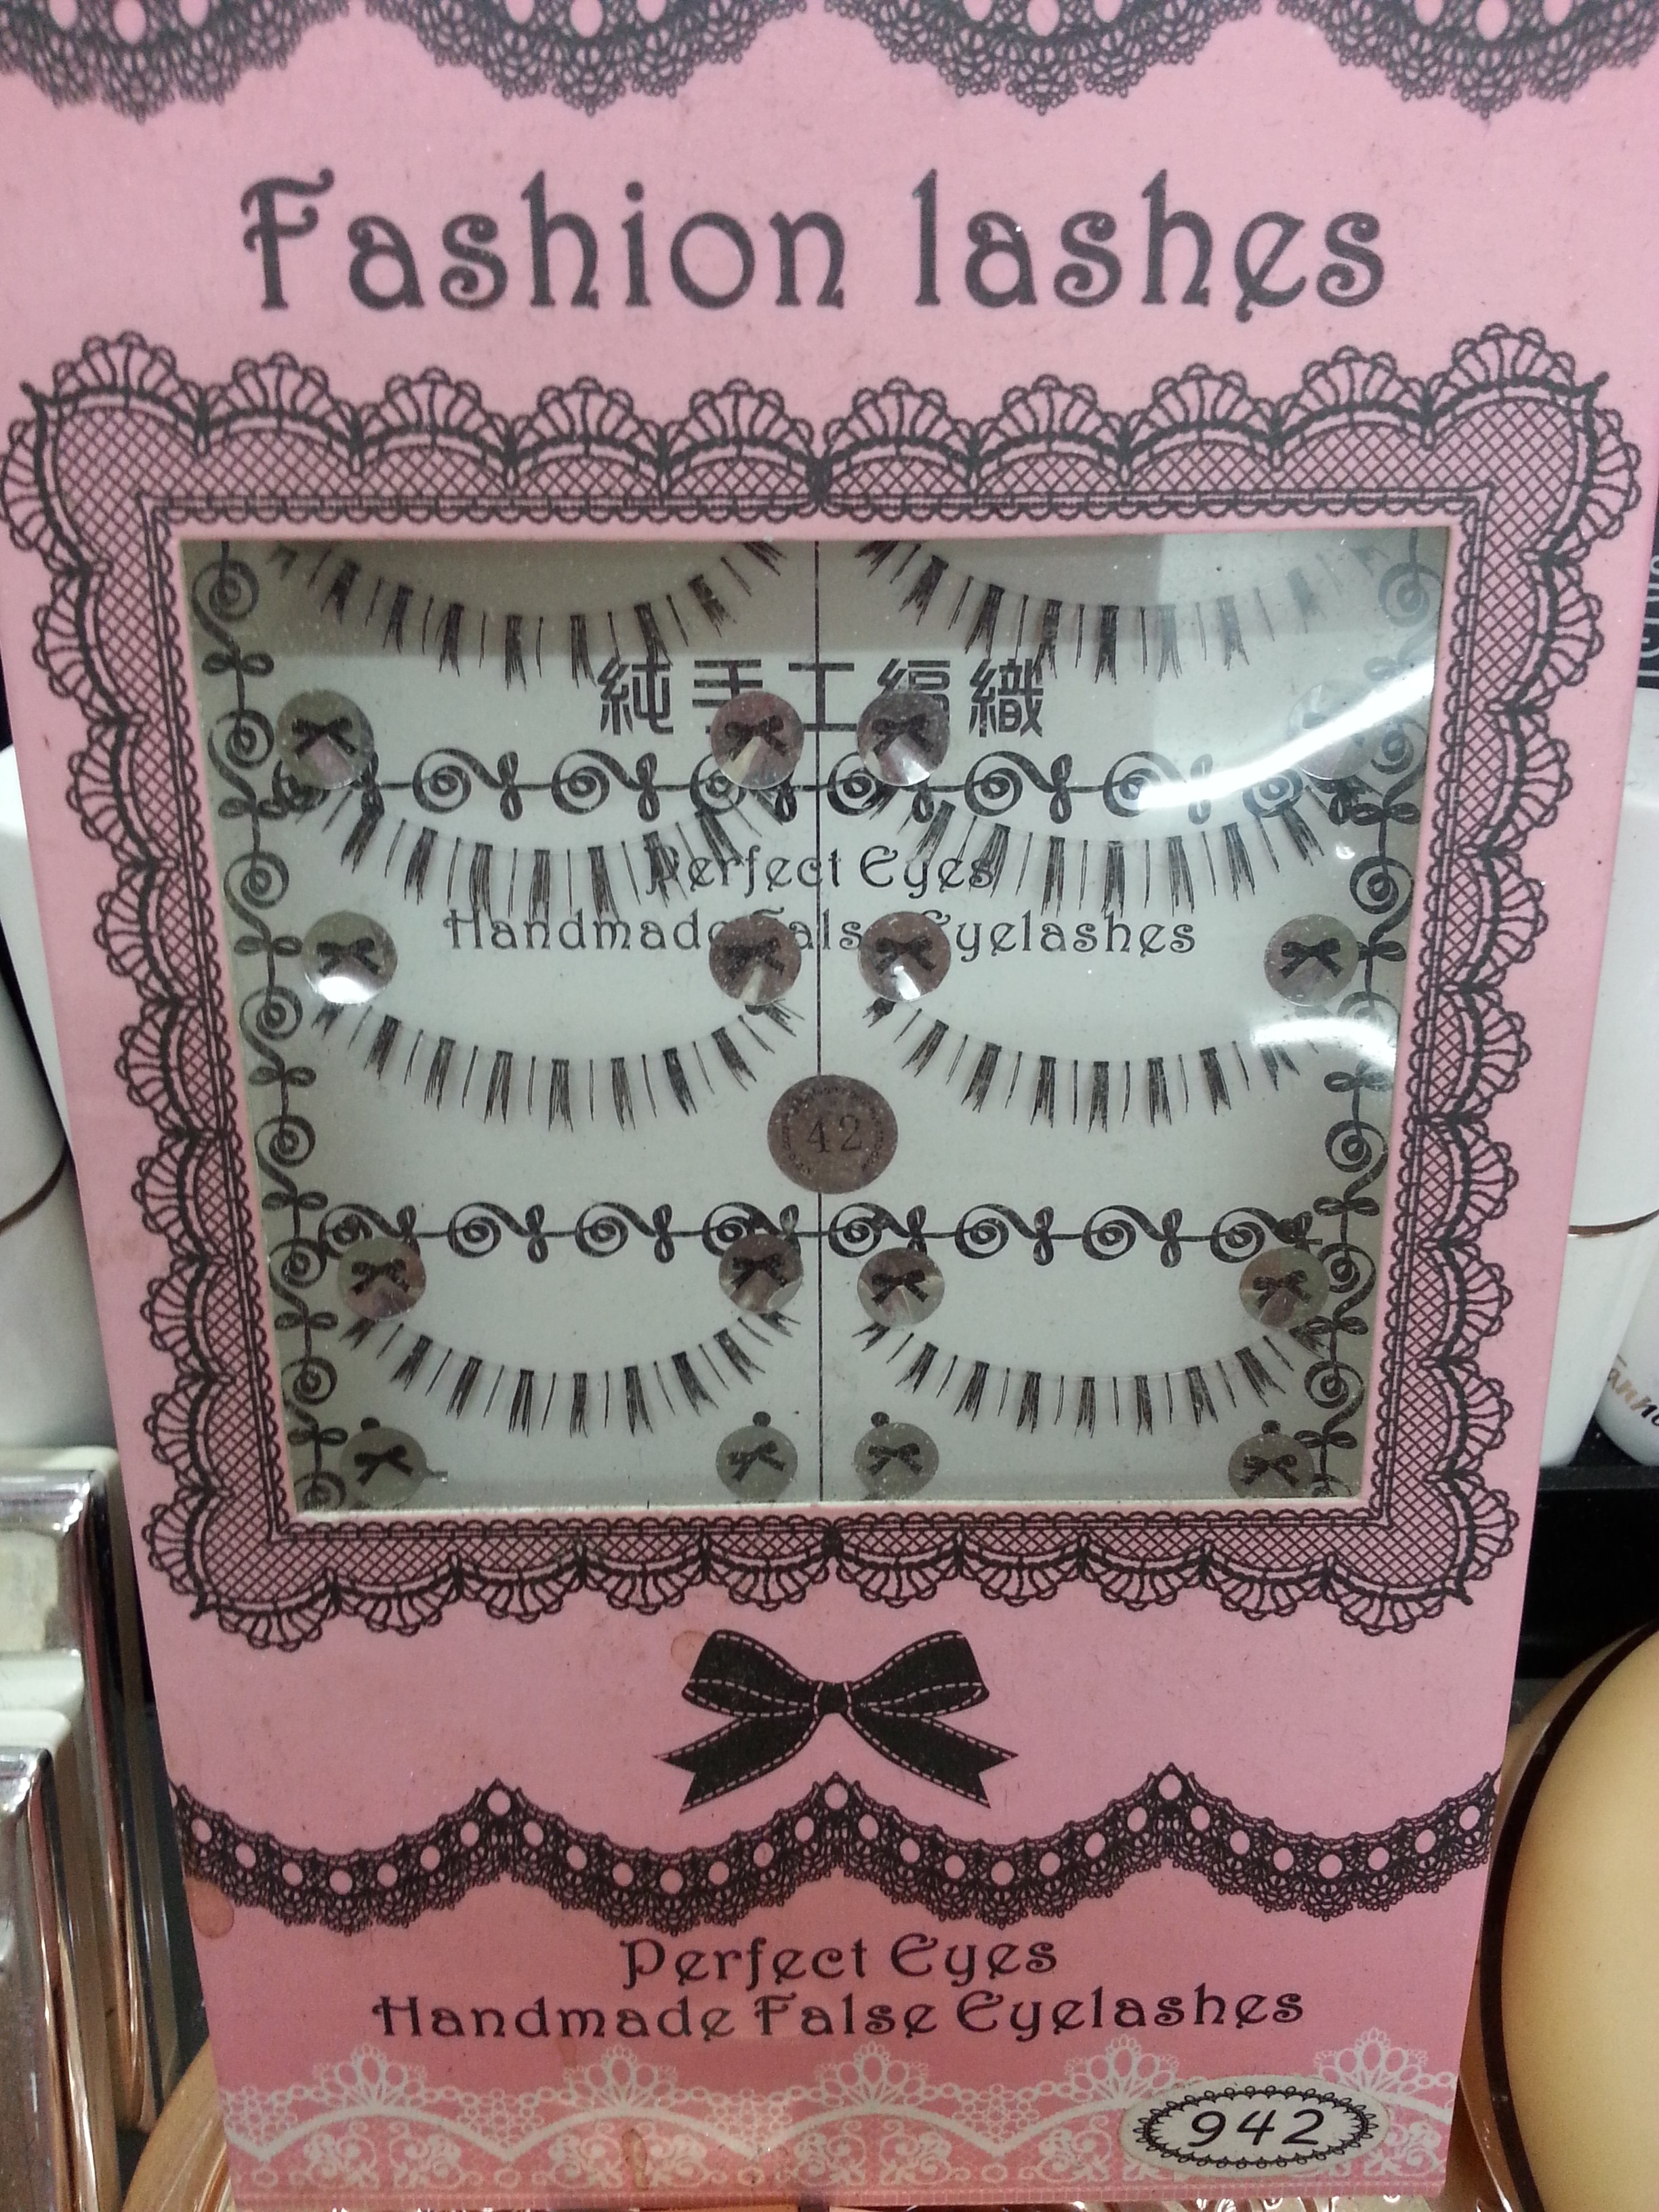 Fashion lashes
純手工編織
Perfect Eyes
Handmade False Eyelashes
42
Perfect Eyes
Handmade False Eyelashes
942